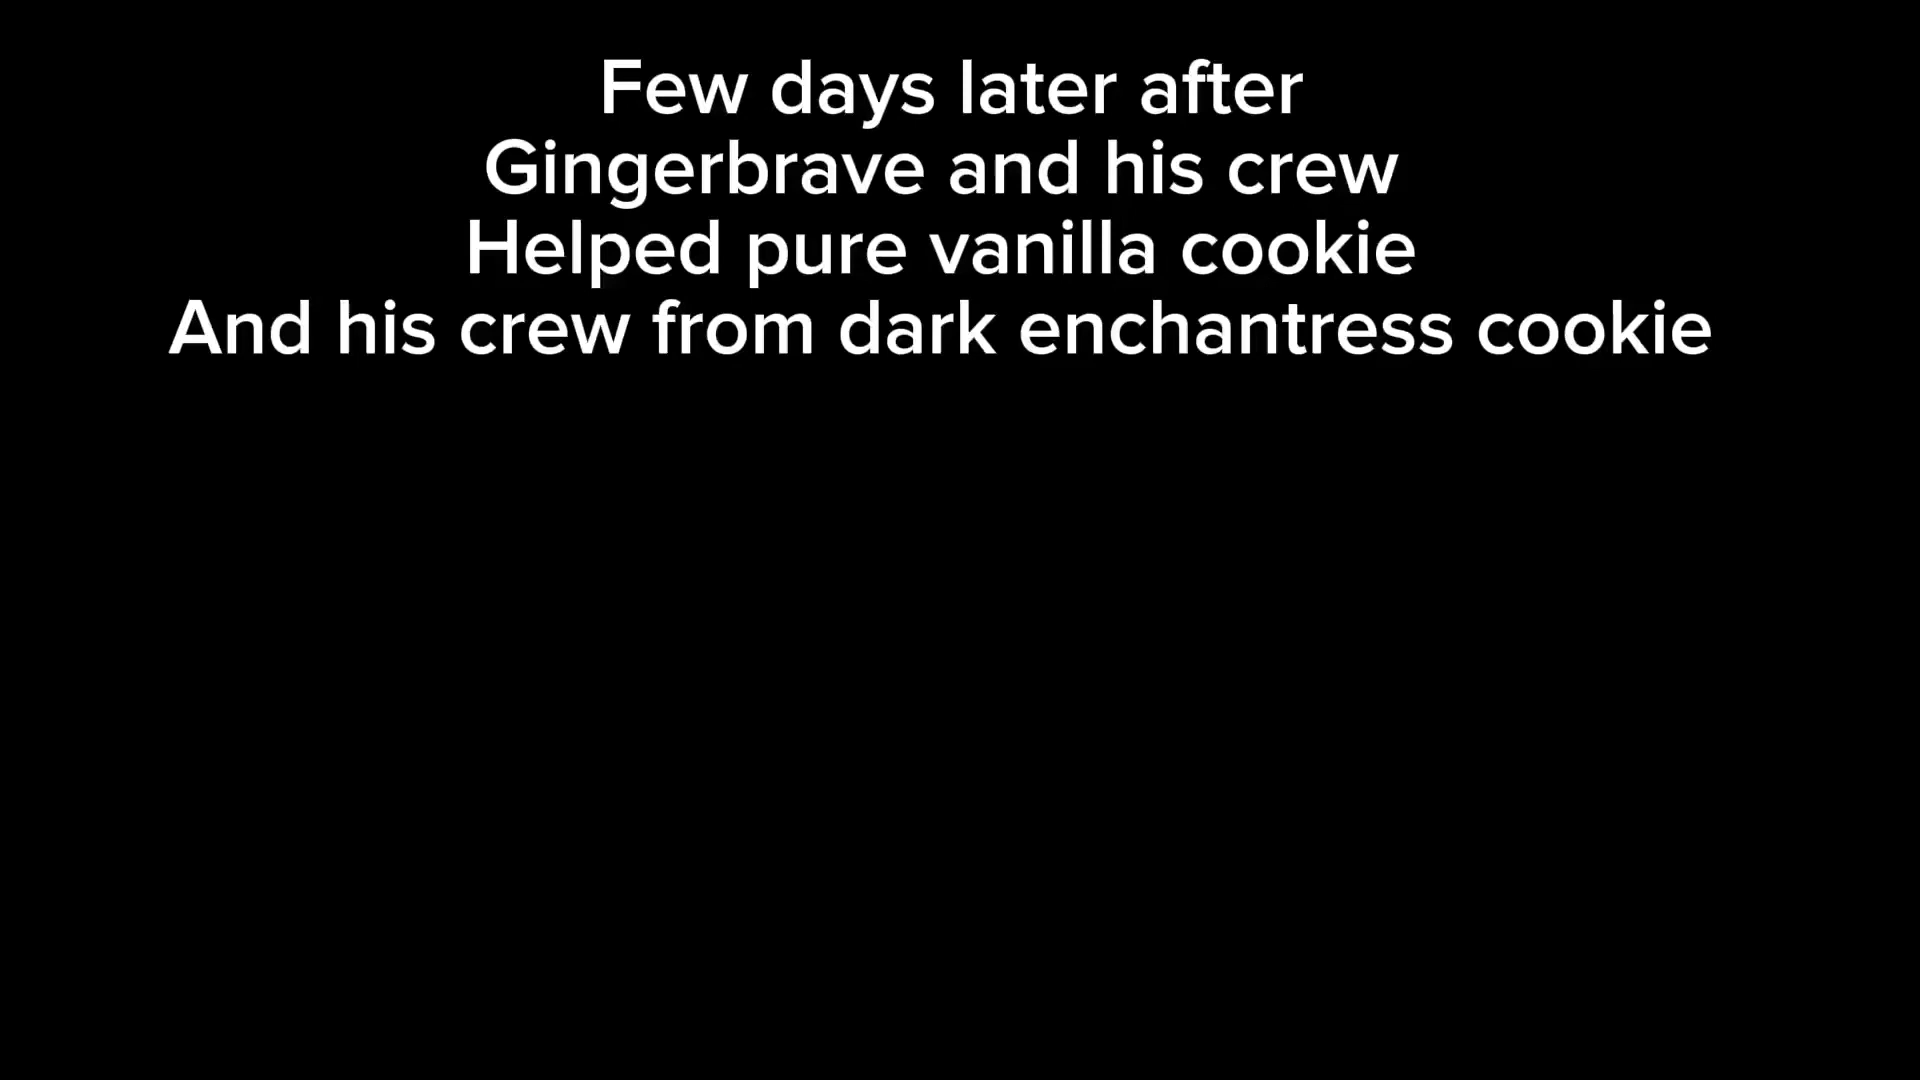 Few days later after
Gingerbrave and his crew
Helped pure vanilla cookie
And his crew from dark enchantress cookie